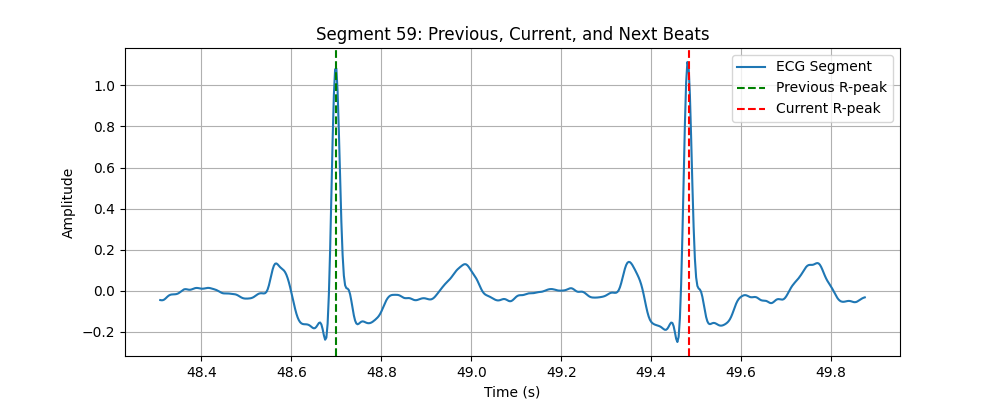 Segment 59: Previous, Current, and Next Beats
ECG Segment
Previous R-peak
Current R-peak
Amplitude
1.0
0.8
0.6
0.4
0.2
0.0
−0.2
48.4 48.6 48.8 49.0 49.2 49.4 49.6 49.8
Time (s)